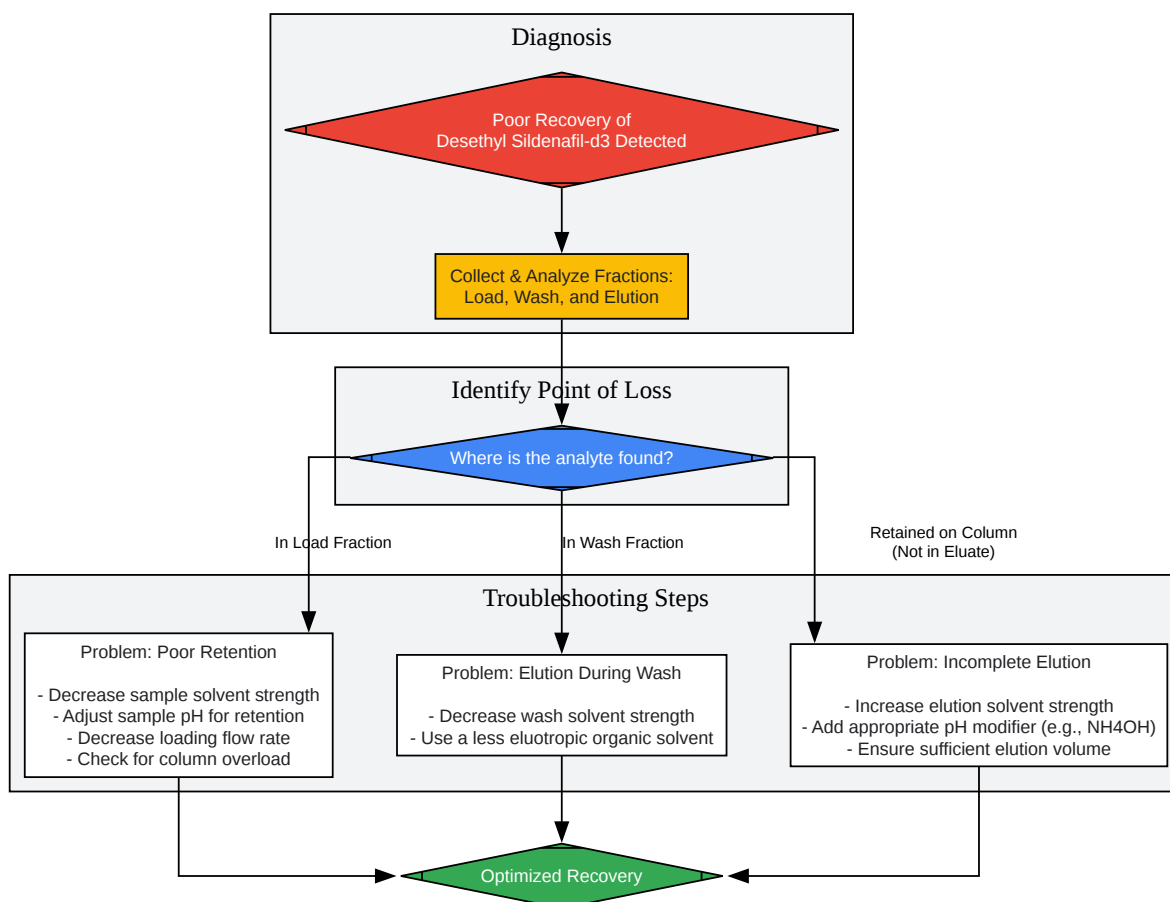 Diagnosis
Poor Recovery of
Desethyl Sildenafil-d3 Detected
Collect & Analyze Fractions:
Load, Wash, and Elution
Identify Point of Loss
Where is the analyte found?
In Load Fraction
In Wash Fraction
Retained on Column
(Not in Eluate)
Troubleshooting Steps
Problem: Poor Retention
- Decrease sample solvent strength
- Adjust sample pH for retention
- Decrease loading flow rate
- Check for column overload
Problem: Elution During Wash
- Decrease wash solvent strength
- Use a less eluotropic organic solvent
Problem: Incomplete Elution
- Increase elution solvent strength
- Add appropriate pH modifier (e.g., NH4OH)
- Ensure sufficient elution volume
Optimized Recovery